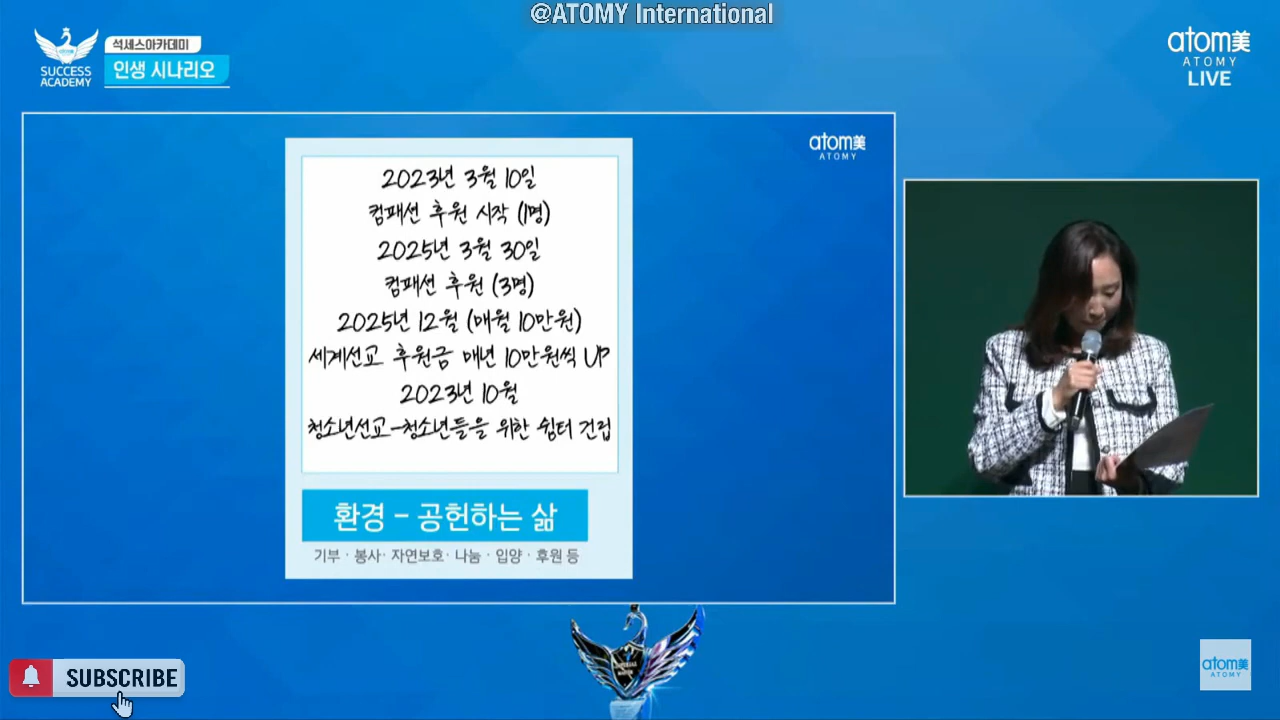 @ATOMY International
석세스아카데미
인생 시나리오
SUCCESS
ACADEMY
atom美
ATOMY
LIVE
atom美
ATOMY
2023년 3월 10일
컴패션 후원 시작 (1명)
2025년 3월 30일
컴패션 후원 (3명)
2025년 12월 (매월 10만원)
세계선교 후원금 매년 10만원씩 UP
2023년 10월
청소년선교-청소년들을 위한 쉼터 건립
환경 - 공헌하는 삶
기부 · 봉사 · 자연보호 · 나눔 · 입양 · 후원 등
SUBSCRIBE
atom美
ATOMY